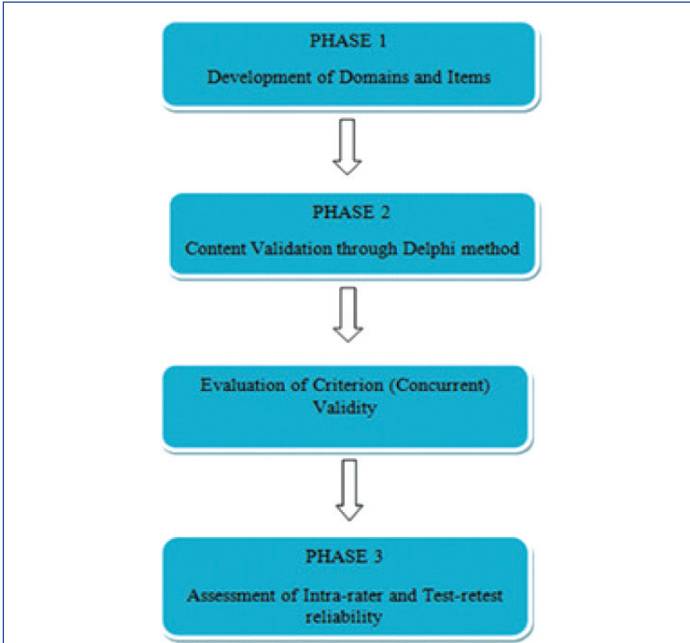 PHASE 1
Development of Domains and Items
PHASE 2
Content Validation through Delphi method
Evaluation of Criterion (Concurrent)
Validity
PHASE 3
Assessment of Intra-rater and Test-retest
reliability